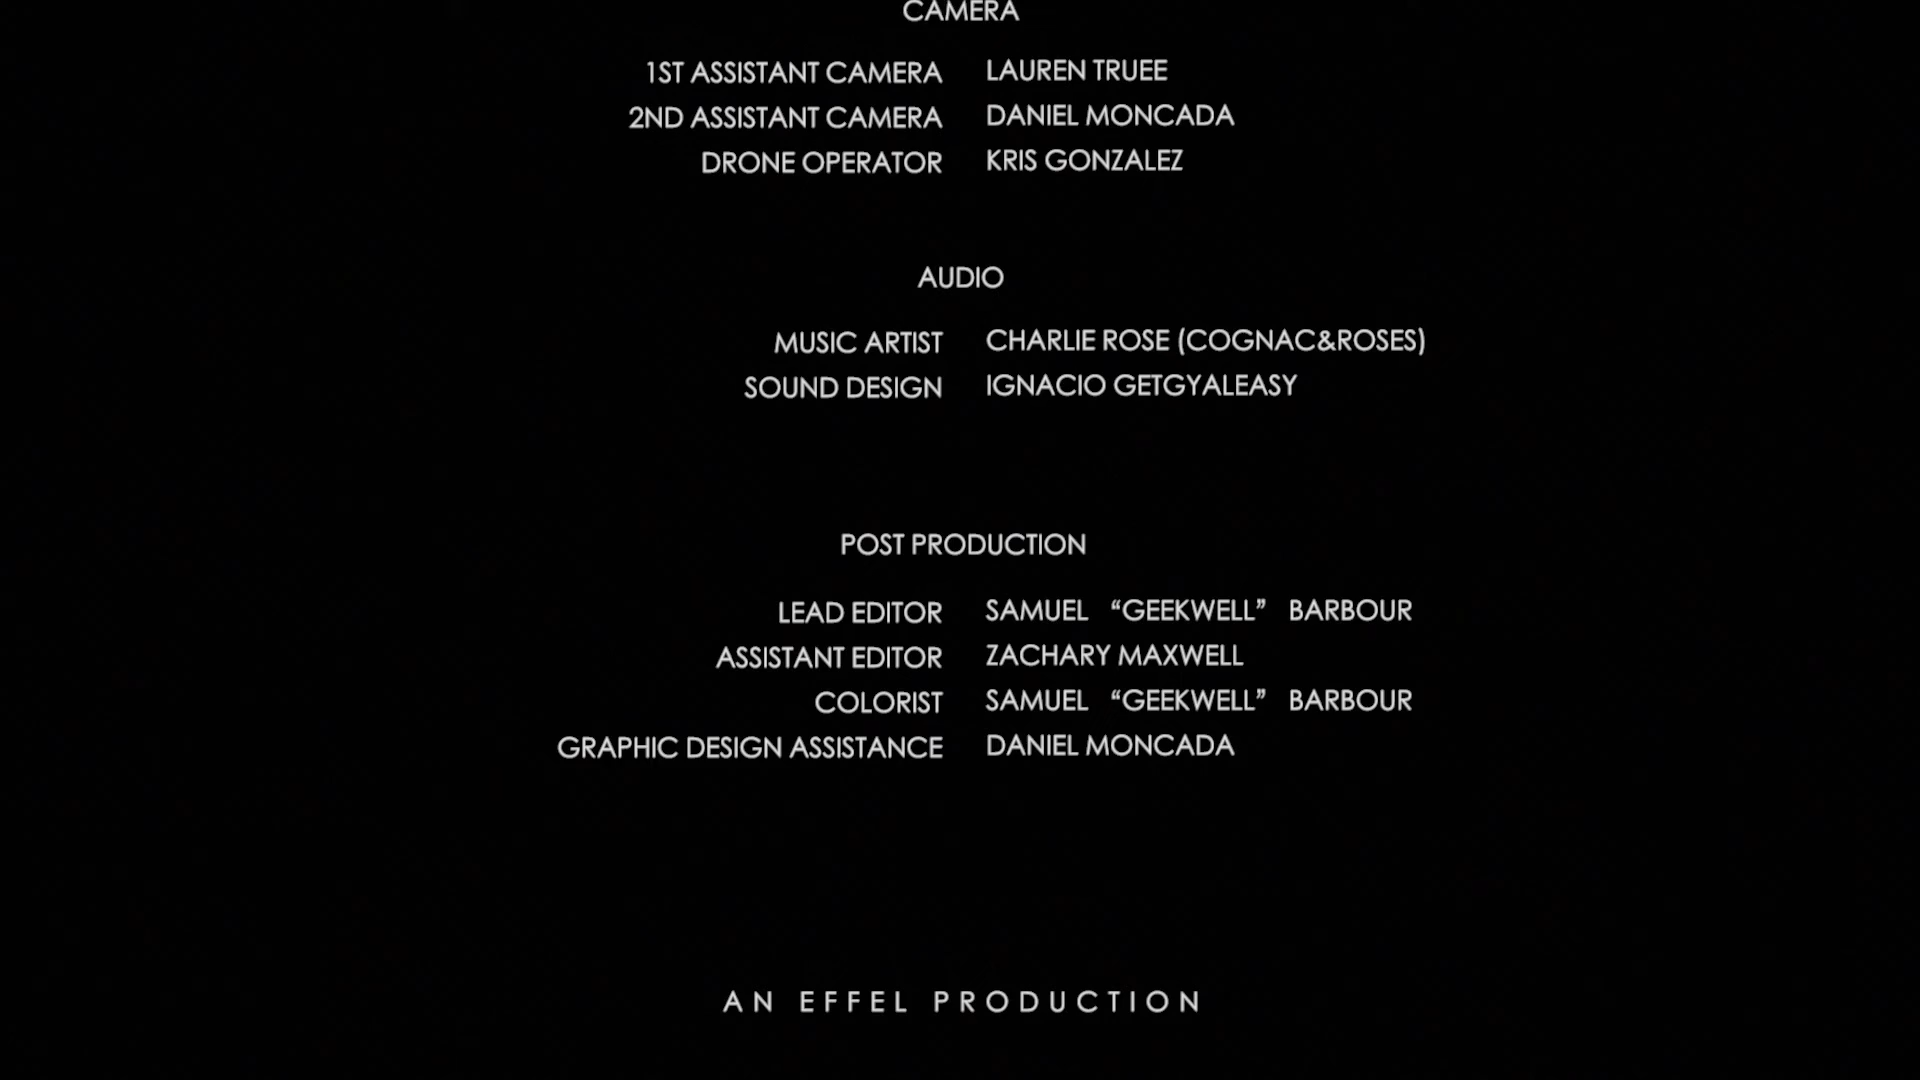 CAMERA
1ST ASSISTANT CAMERA LAUREN TRUEE
2ND ASSISTANT CAMERA DANIEL MONCADA
DRONE OPERATOR KRIS GONZALEZ
AUDIO
MUSIC ARTIST CHARLIE ROSE (COGNAC&ROSES)
SOUND DESIGN IGNACIO GETGYALEASY
POST PRODUCTION
LEAD EDITOR SAMUEL “GEEKWELL” BARBOUR
ASSISTANT EDITOR ZACHARY MAXWELL
COLORIST SAMUEL “GEEKWELL” BARBOUR
GRAPHIC DESIGN ASSISTANCE DANIEL MONCADA
AN EFFEL PRODUCTION